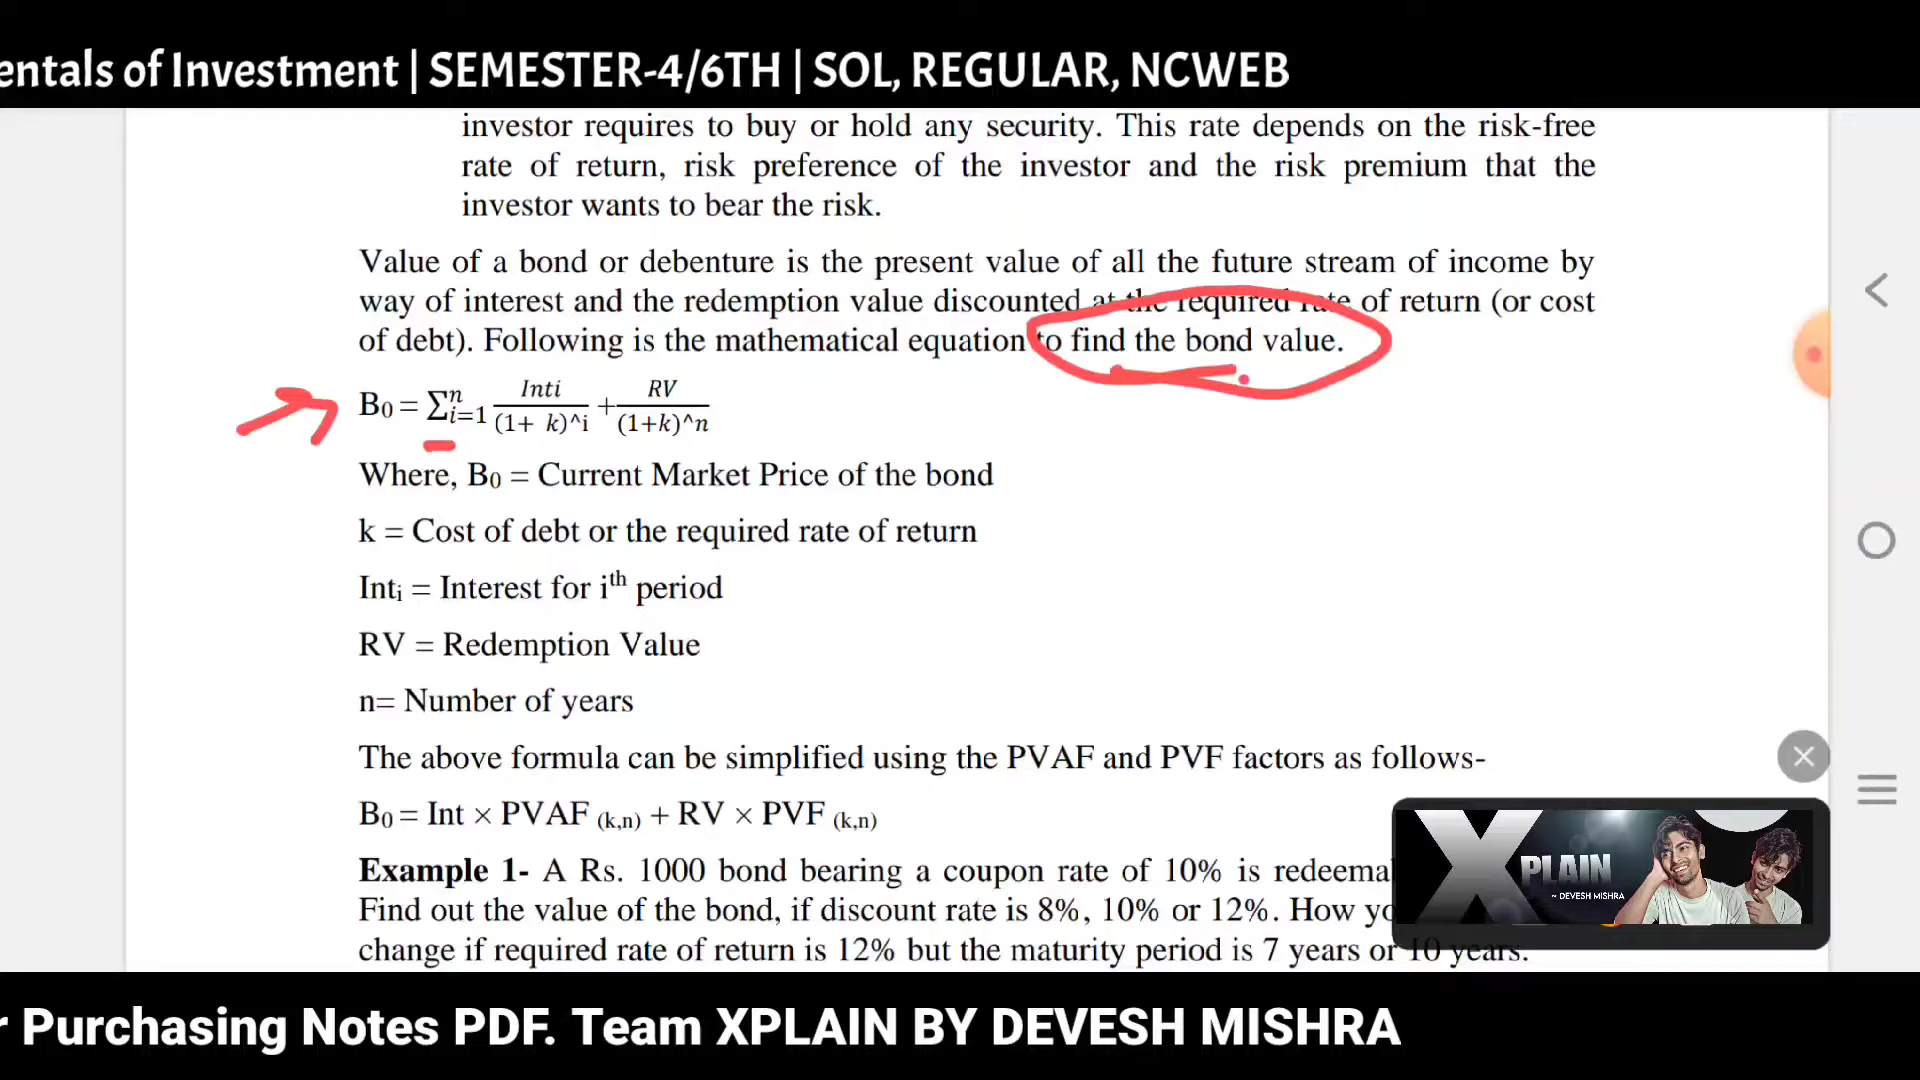 entals of Investment | SEMESTER-4/6TH | SOL, REGULAR, NCWEB
investor requires to buy or hold any security. This rate depends on the risk-free
rate of return, risk preference of the investor and the risk premium that the
investor wants to bear the risk.
Value of a bond or debenture is the present value of all the future stream of income by
way of interest and the redemption value discounted at the required rate of return (or cost
of debt). Following is the mathematical equation to find the bond value.
B₀ = ∑ⁿᵢ₌₁ Inti/(1+ k)^i + RV/(1+k)^n
Where, B₀ = Current Market Price of the bond
k = Cost of debt or the required rate of return
Intᵢ = Interest for iᵗʰ period
RV = Redemption Value
n= Number of years
The above formula can be simplified using the PVAF and PVF factors as follows-
B₀ = Int × PVAF (k,n) + RV × PVF (k,n)
Example 1- A Rs. 1000 bond bearing a coupon rate of 10% is
Find out the value of the bond, if discount rate is 8%, 10% or 12%. How
change if required rate of return is 12% but the maturity period is 7 years or 10 years.
XPLAIN
~ DEVESH MISHRA
r Purchasing Notes PDF. Team XPLAIN BY DEVESH MISHRA